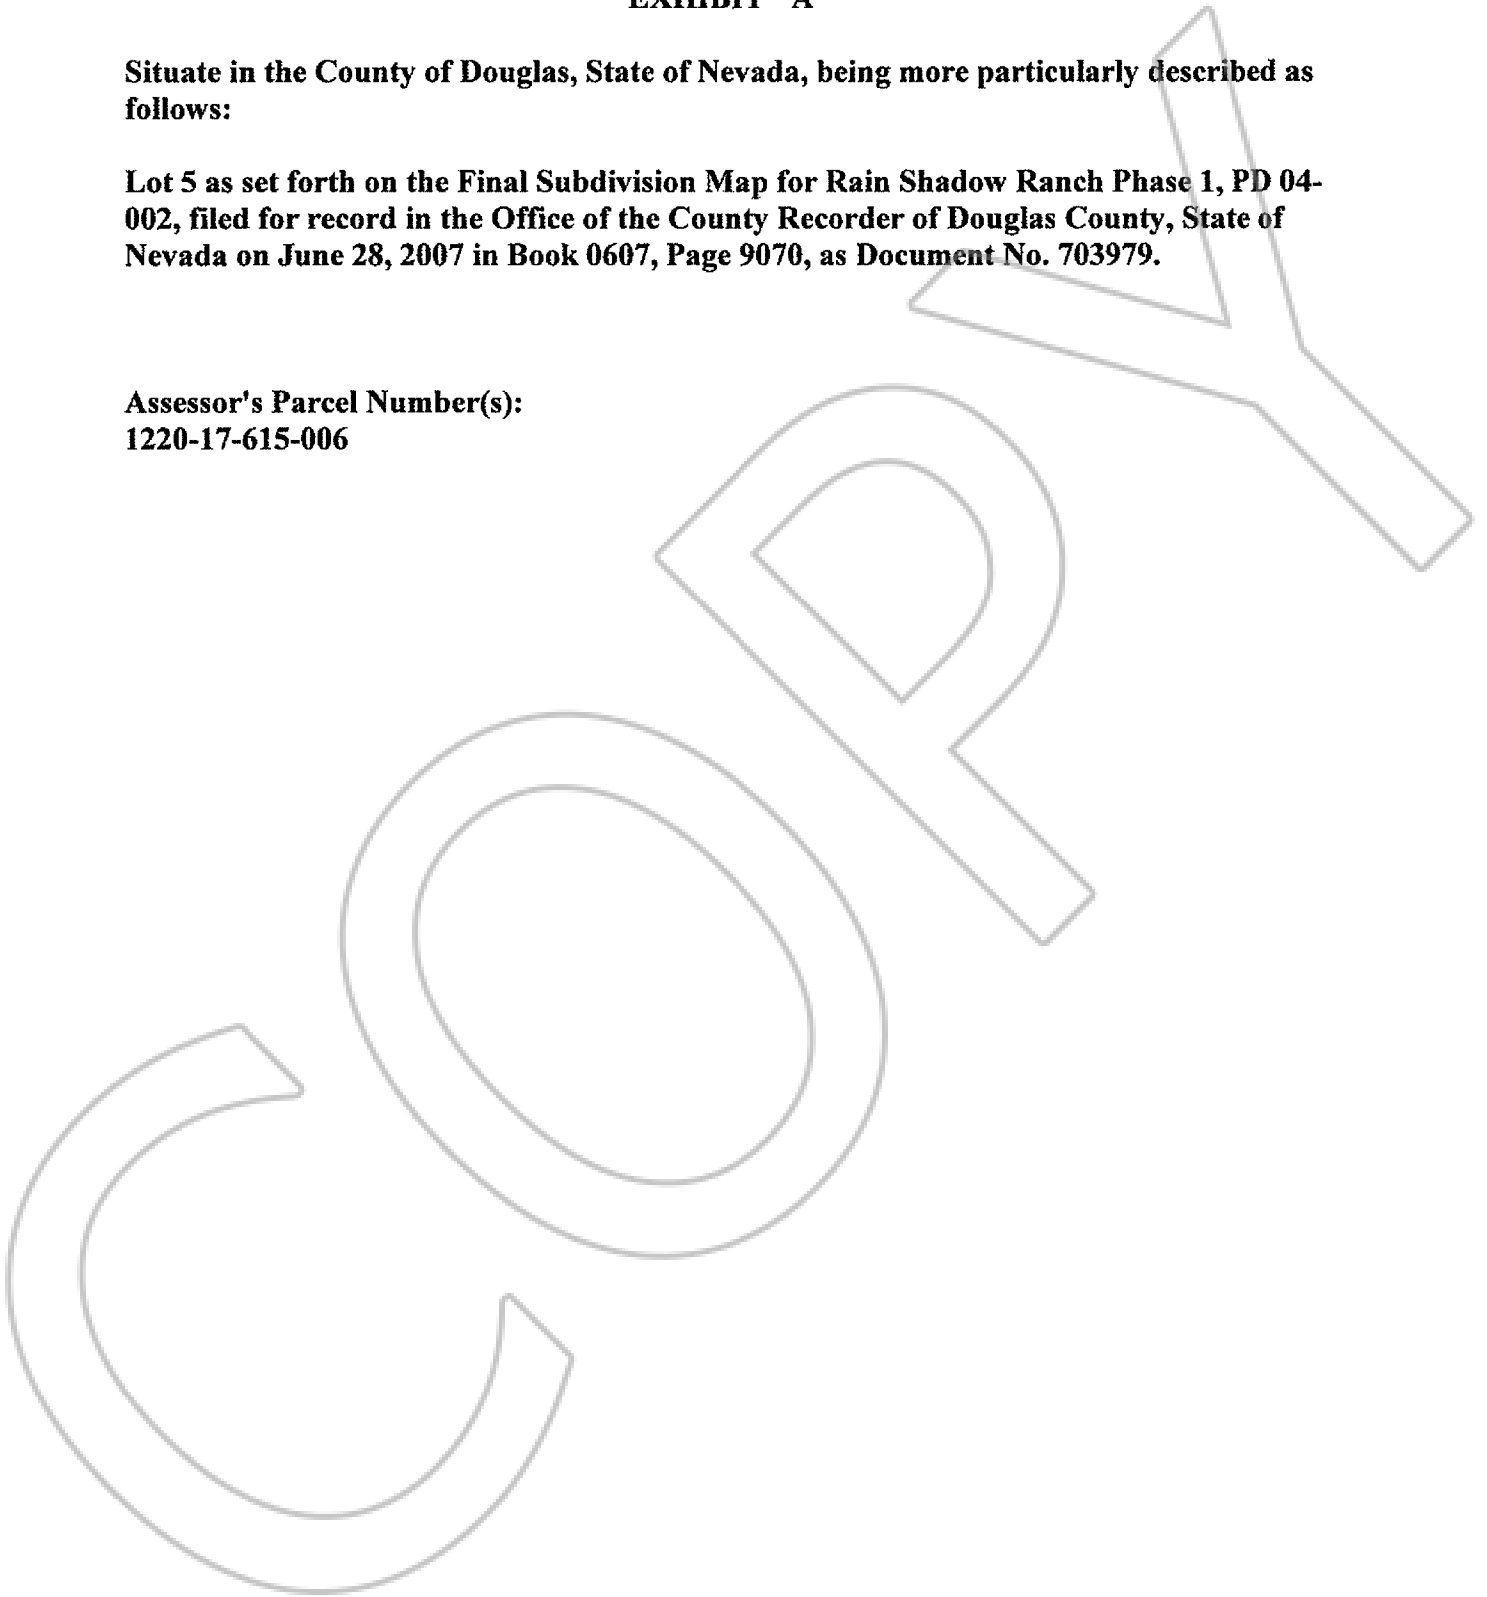 EXHIBIT "A"
Situate in the County of Douglas, State of Nevada, being more particularly described as
follows:
Lot 5 as set forth on the Final Subdivision Map for Rain Shadow Ranch Phase 1, PD 04-
002, filed for record in the Office of the County Recorder of Douglas County, State of
Nevada on June 28, 2007 in Book 0607, Page 9070, as Document No. 703979.
Assessor's Parcel Number(s):
1220-17-615-006
COPY